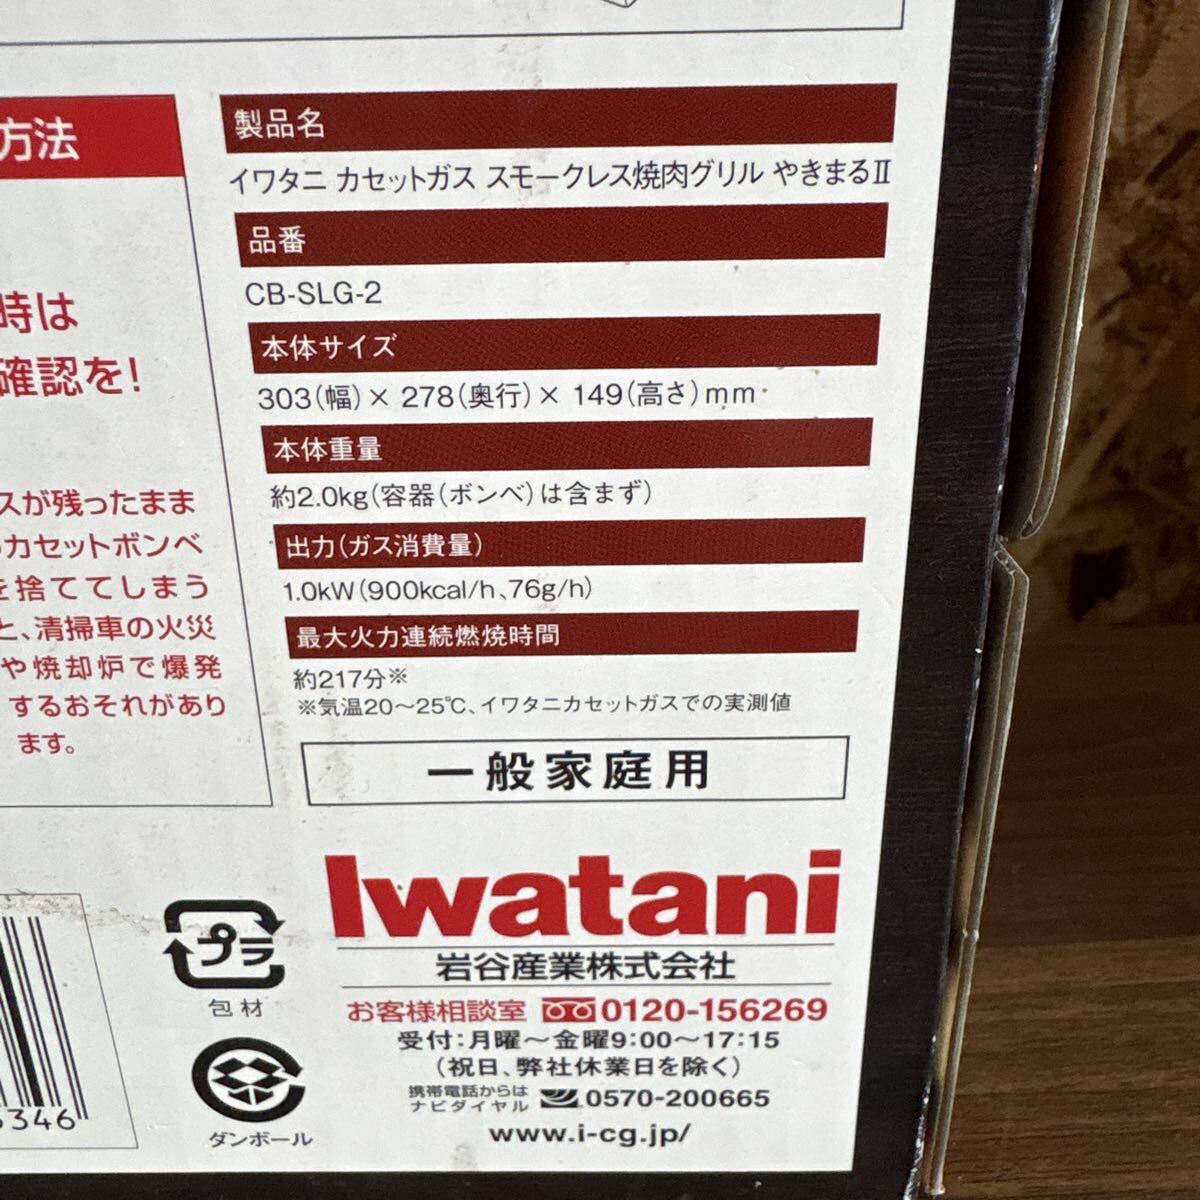 方法
時は
確認を!
スが残ったまま
カセットボンベ
を捨ててしまう
と、清掃車の火災
や焼却炉で爆発
するおそれがあり
ます。
製品名
イワタニ カセットガス スモークレス焼肉グリル やきまるⅡ
品番
CB-SLG-2
本体サイズ
303(幅)×278(奥行)×149(高さ)mm
本体重量
約2.0kg(容器(ボンベ)は含まず)
出力(ガス消費量)
1.0kW(900kcal/h、76g/h)
最大火力連続燃焼時間
約217分※
※気温20～25℃、イワタニカセットガスでの実測値
一般家庭用
プラ
包材
ダンボール
346
Iwatani
岩谷産業株式会社
お客様相談室 0120-156269
受付:月曜～金曜9:00～17:15
(祝日、弊社休業日を除く)
携帯電話からは
ナビダイヤル 0570-200665
www.i-cg.jp/